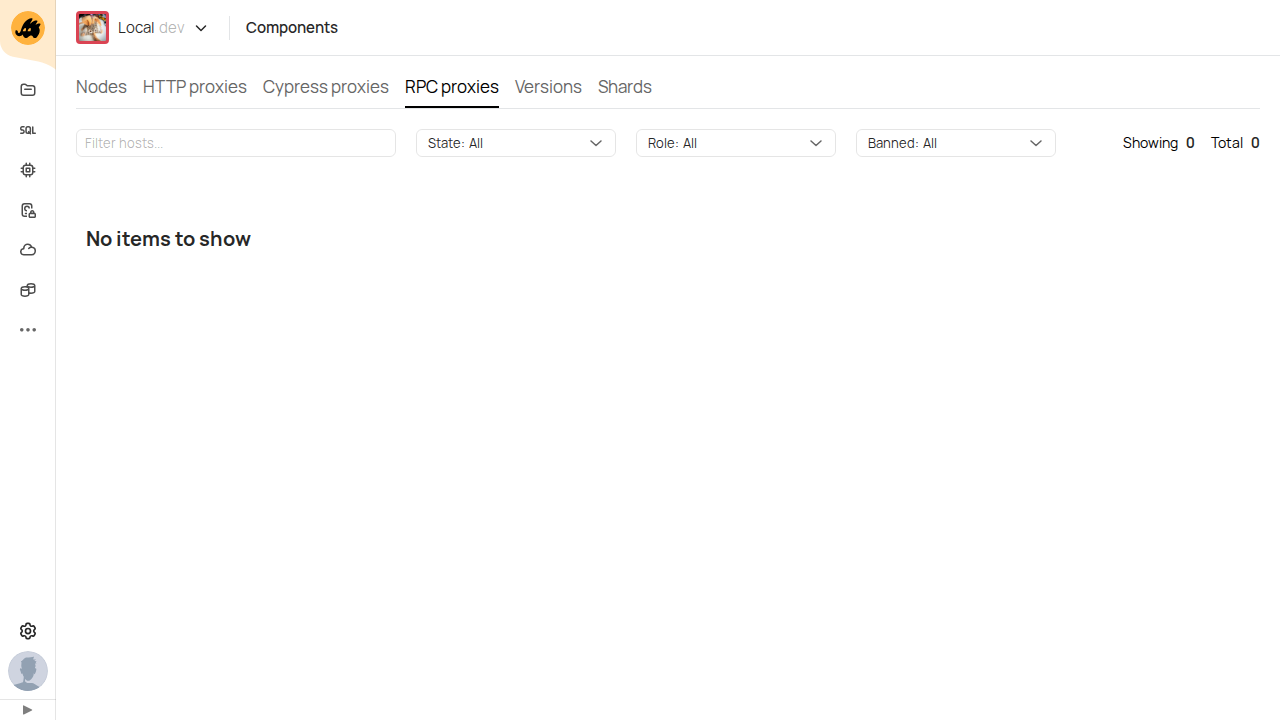 Local dev
Components
Nodes HTTP proxies Cypress proxies RPC proxies Versions Shards
Filter hosts... State: All Role: All Banned: All Showing 0 Total 0
SQL
No items to show